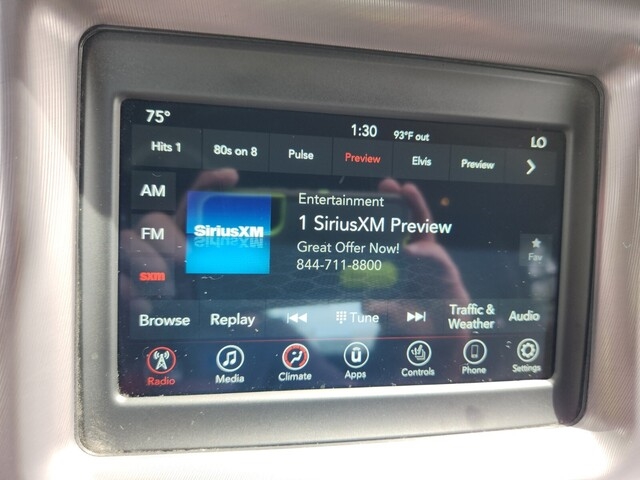 75°
1:30
93°F out
LO
Hits 1
80s on 8
Pulse
Preview
Elvis
Preview
AM
FM
sxm
SiriusXM
Entertainment
1 SiriusXM Preview
Great Offer Now!
844-711-8800
Fav
Browse
Replay
Tune
Traffic &
Weather
Audio
Radio
Media
Climate
Apps
Controls
Phone
Settings